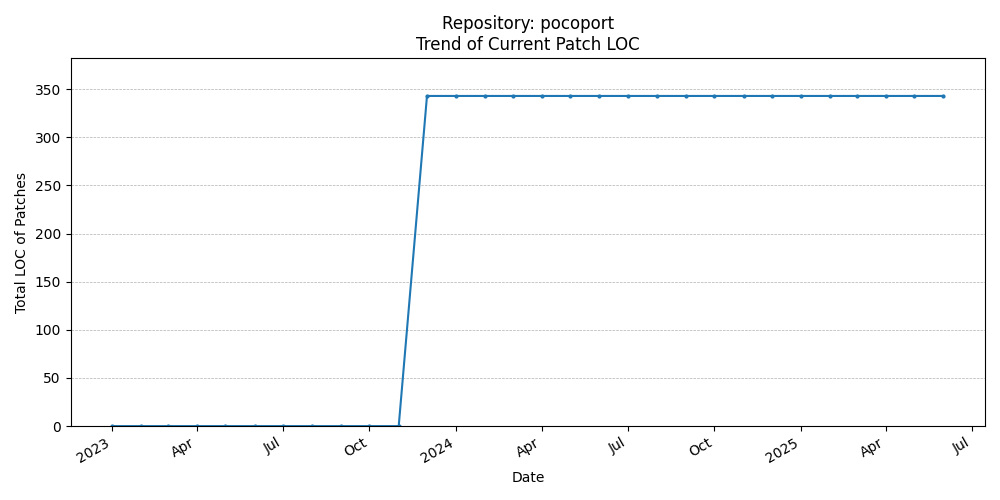 Repository: pocoport
Trend of Current Patch LOC
Total LOC of Patches
350
300
250
200
150
100
50
0
2023
Apr
Jul
Oct
2024
Apr
Jul
Oct
2025
Apr
Jul
Date